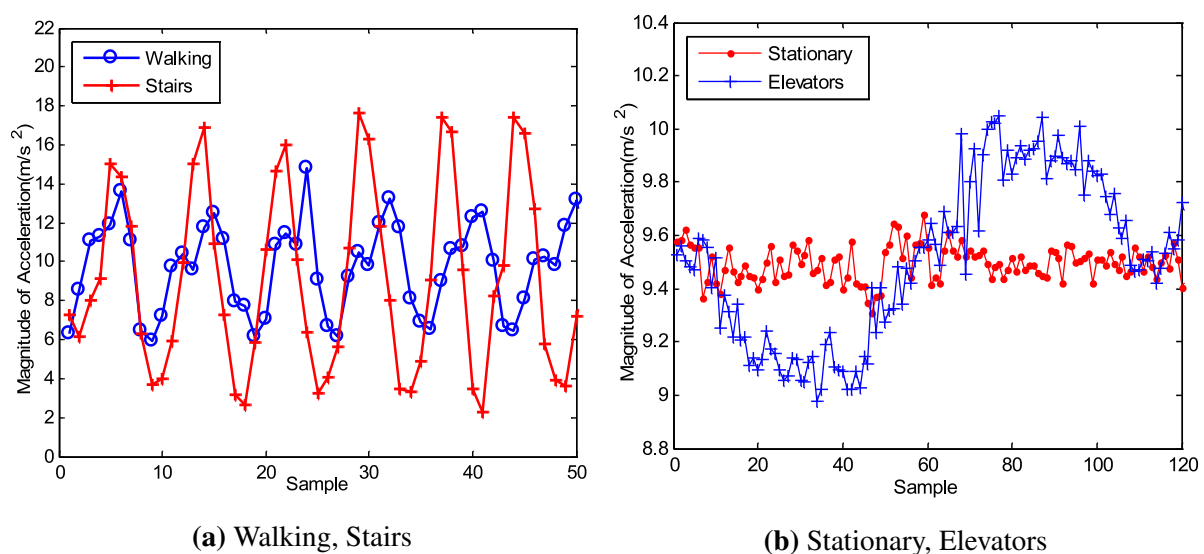 22
20
18
16
14
12
10
8
6
4
2
0
Magnitude of Acceleration(m/s 2)
Walking
Stairs
0 10 20 30 40 50
Sample
(a) Walking, Stairs
10.4
10.2
10
9.8
9.6
9.4
9.2
9
8.8
Magnitude of Acceleration(m/s 2)
Stationary
Elevators
0 20 40 60 80 100 120
Sample
(b) Stationary, Elevators